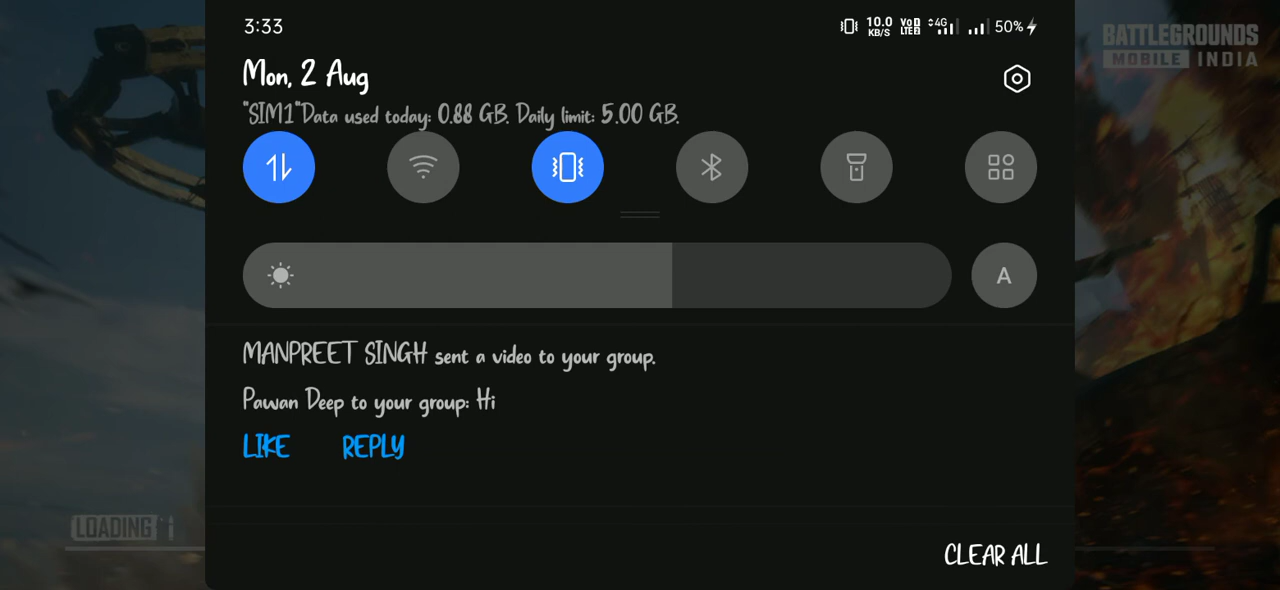 3:33
10.0 KB/S VoD LTE2 4G 50%
BATTLEGROUNDS
MOBILE INDIA
Mon, 2 Aug
"SIM1"Data used today: 0.88 GB. Daily limit: 5.00 GB.
A
MANPREET SINGH sent a video to your group.
Pawan Deep to your group: Hi
LIKE REPLY
LOADING
CLEAR ALL